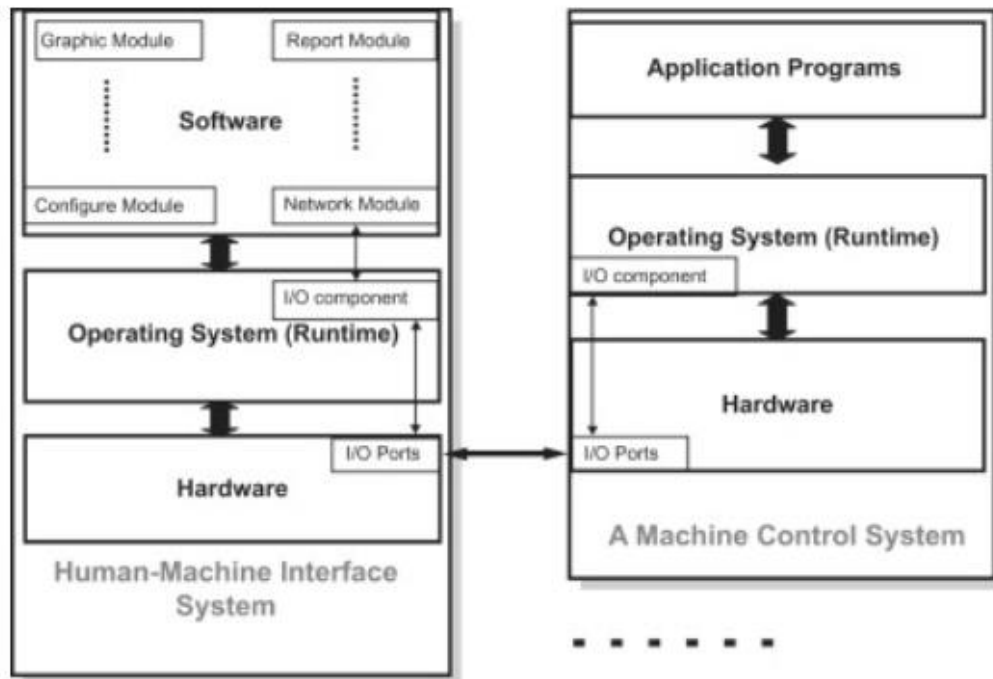 Graphic Module
Report Module
Software
Configure Module
Network Module
I/O component
Operating System (Runtime)
I/O Ports
Hardware
Human-Machine Interface
System
Application Programs
Operating System (Runtime)
I/O component
Hardware
I/O Ports
A Machine Control System